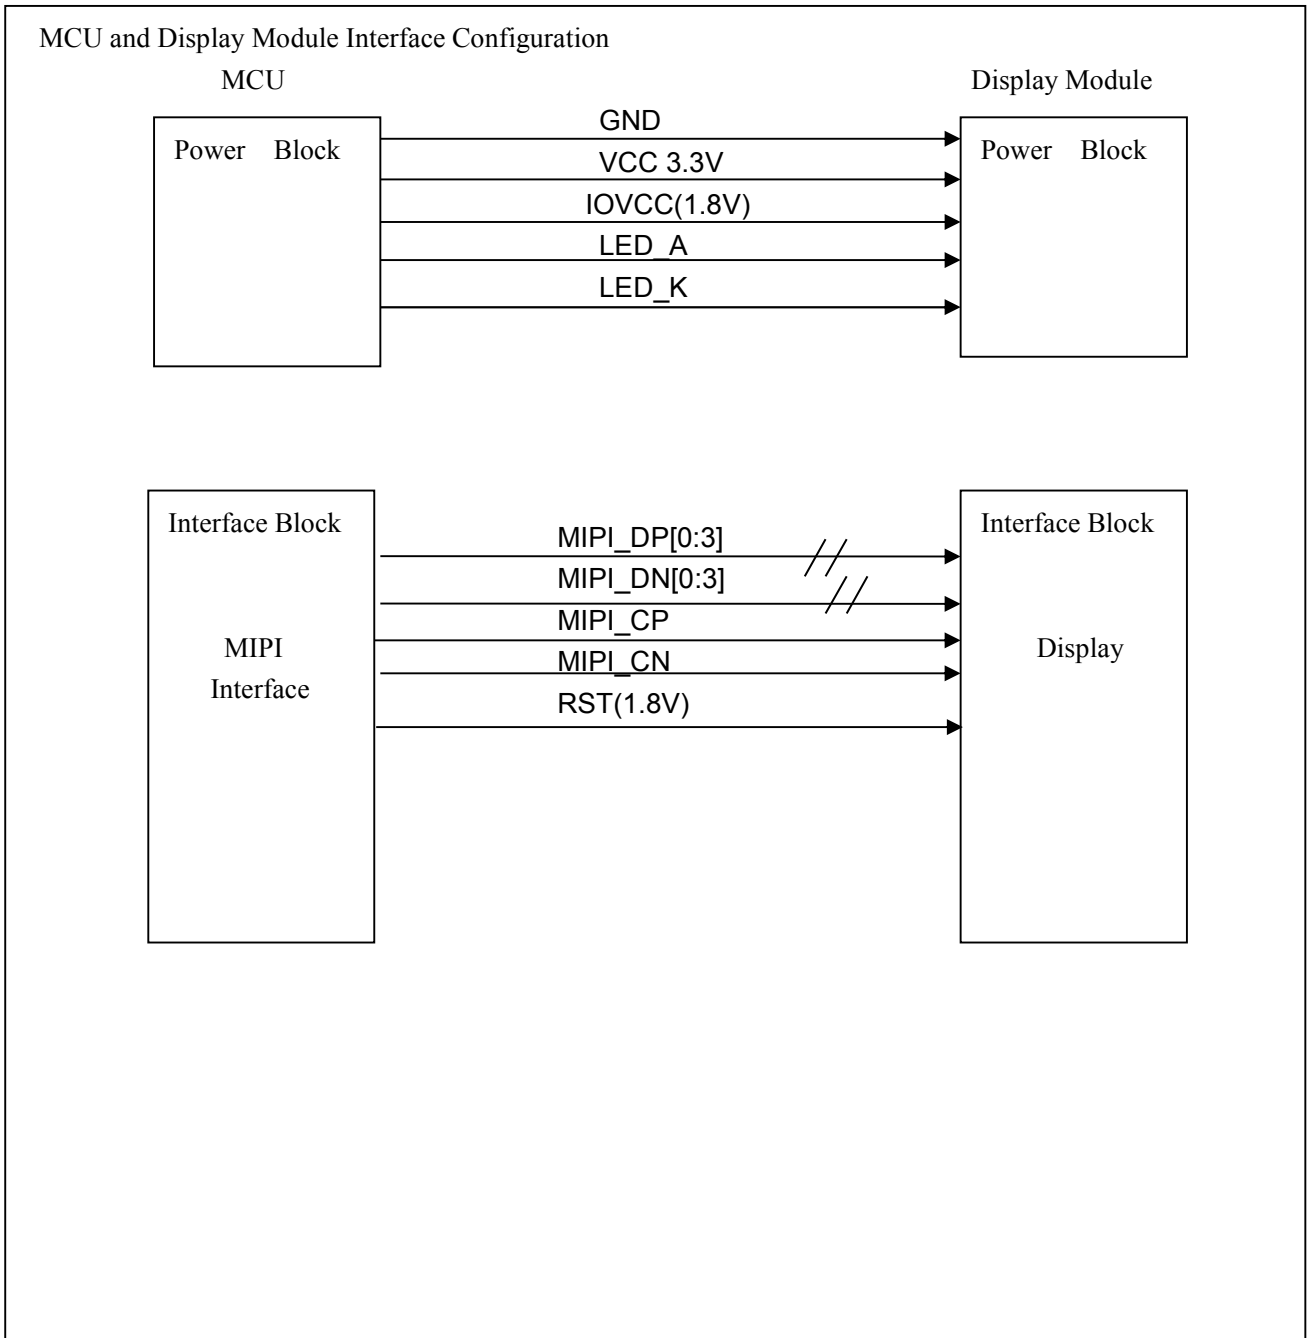 MCU and Display Module Interface Configuration
MCU
Display Module
Power Block
GND
VCC 3.3V
IOVCC(1.8V)
LED_A
LED_K
Power Block
Interface Block
MIPI
Interface
MIPI_DP[0:3]
MIPI_DN[0:3]
MIPI_CP
MIPI_CN
RST(1.8V)
Interface Block
Display